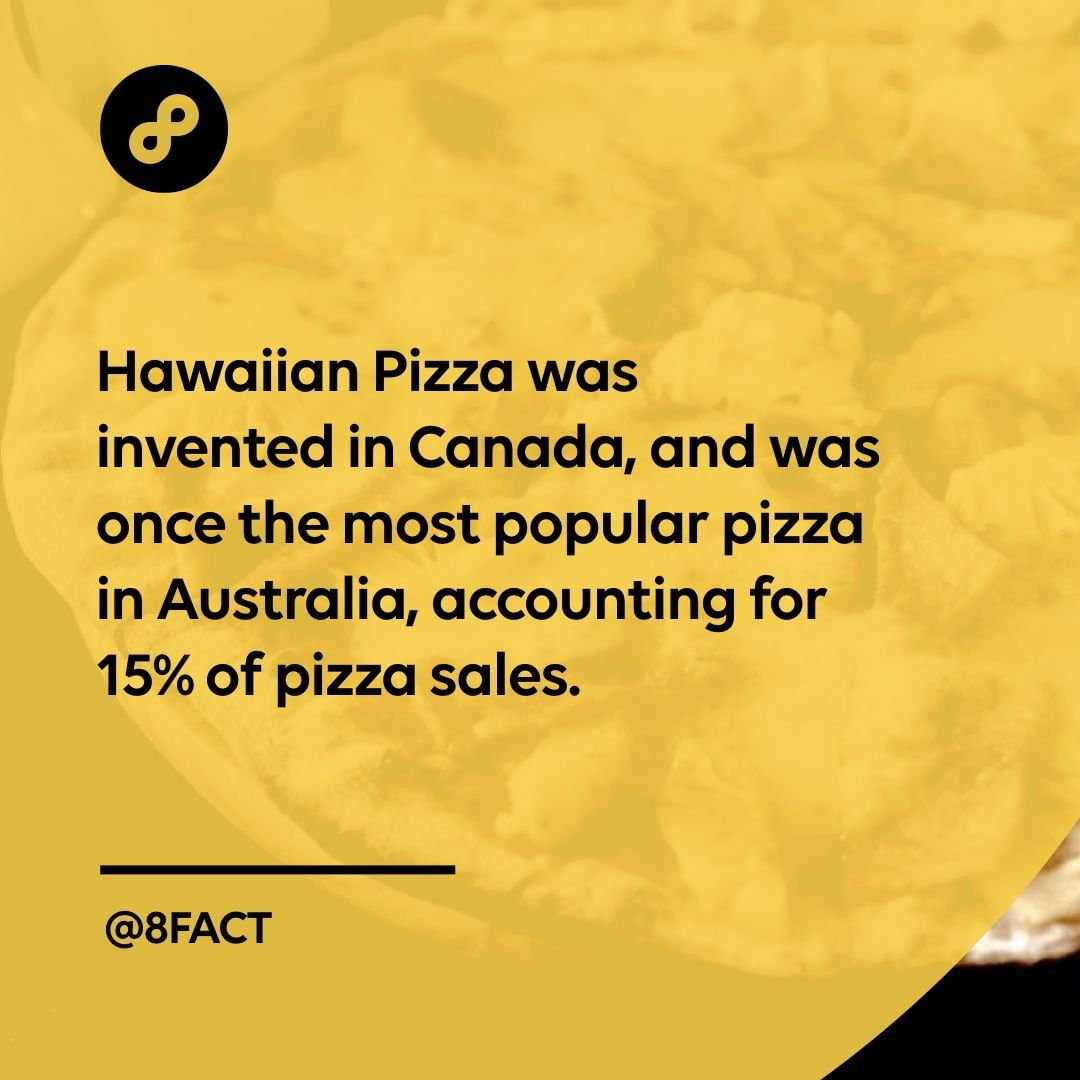 Hawaiian Pizza was
invented in Canada, and was
once the most popular pizza
in Australia, accounting for
15% of pizza sales.
@8FACT